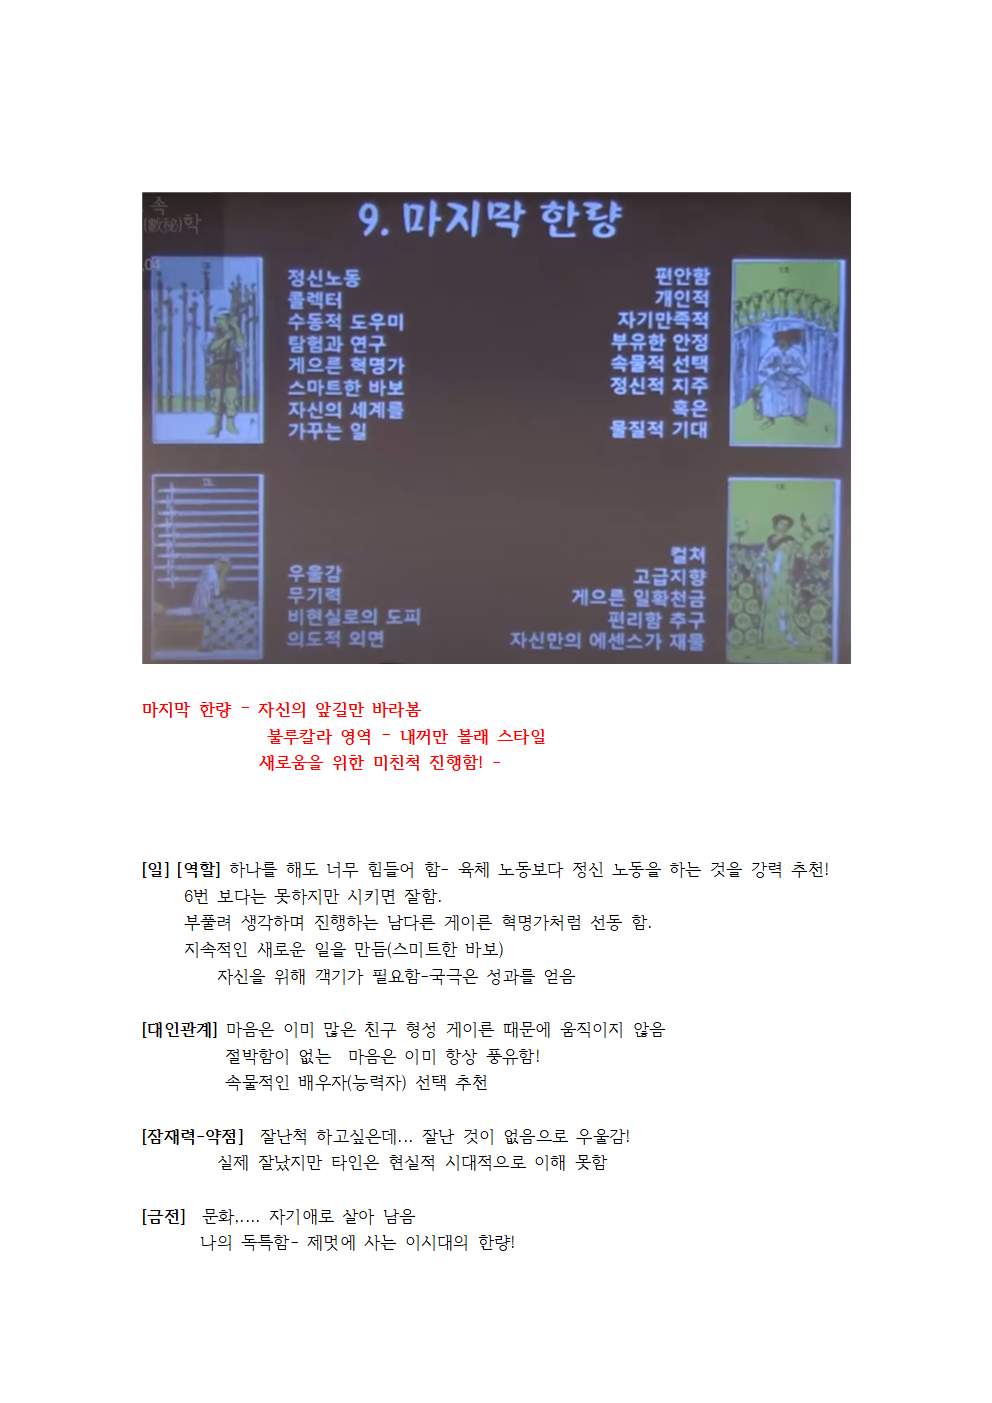 속
(數秘)학
9. 마지막 한량
정신노동
콜렉터
수동적 도우미
탐험과 연구
게으른 혁명가
스마트한 바보
자신의 세계를
가꾸는 일
편안함
개인적
자기만족적
부유한 안정
속물적 선택
정신적 지주
혹은
물질적 기대
우울감
무기력
비현실로의 도피
의도적 외면
컬쳐
고급지향
게으른 일확천금
편리함 추구
자신만의 에센스가 재물
마지막 한량 - 자신의 앞길만 바라봄
불루칼라 영역 - 내꺼만 볼래 스타일
새로움을 위한 미친척 진행함! -
[일] [역할] 하나를 해도 너무 힘들어 함- 육체 노동보다 정신 노동을 하는 것을 강력 추천!
6번 보다는 못하지만 시키면 잘함.
부풀려 생각하며 진행하는 남다른 게이른 혁명가처럼 선동 함.
지속적인 새로운 일을 만듬(스미트한 바보)
자신을 위해 객기가 필요함-국극은 성과를 얻음
[대인관계] 마음은 이미 많은 친구 형성 게이른 때문에 움직이지 않음
절박함이 없는 마음은 이미 항상 풍유함!
속물적인 배우자(능력자) 선택 추천
[잠재력-약점] 잘난척 하고싶은데... 잘난 것이 없음으로 우울감!
실제 잘났지만 타인은 현실적 시대적으로 이해 못함
[금전] 문화,.... 자기애로 살아 남음
나의 독특함- 제멋에 사는 이시대의 한량!